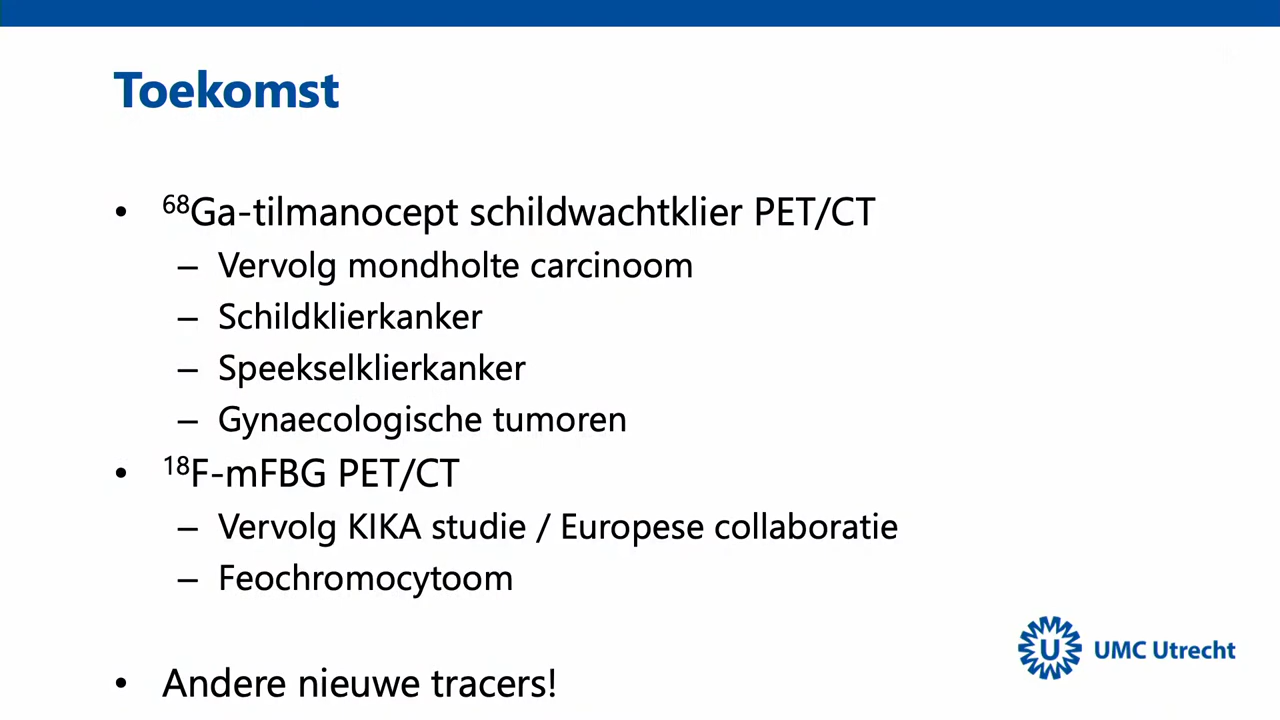 Toekomst
• ⁶⁸Ga-tilmanocept schildwachtklier PET/CT
– Vervolg mondholte carcinoom
– Schildklierkanker
– Speekselklierkanker
– Gynaecologische tumoren
• ¹⁸F-mFBG PET/CT
– Vervolg KIKA studie / Europese collaboratie
– Feochromocytoom
U UMC Utrecht
• Andere nieuwe tracers!